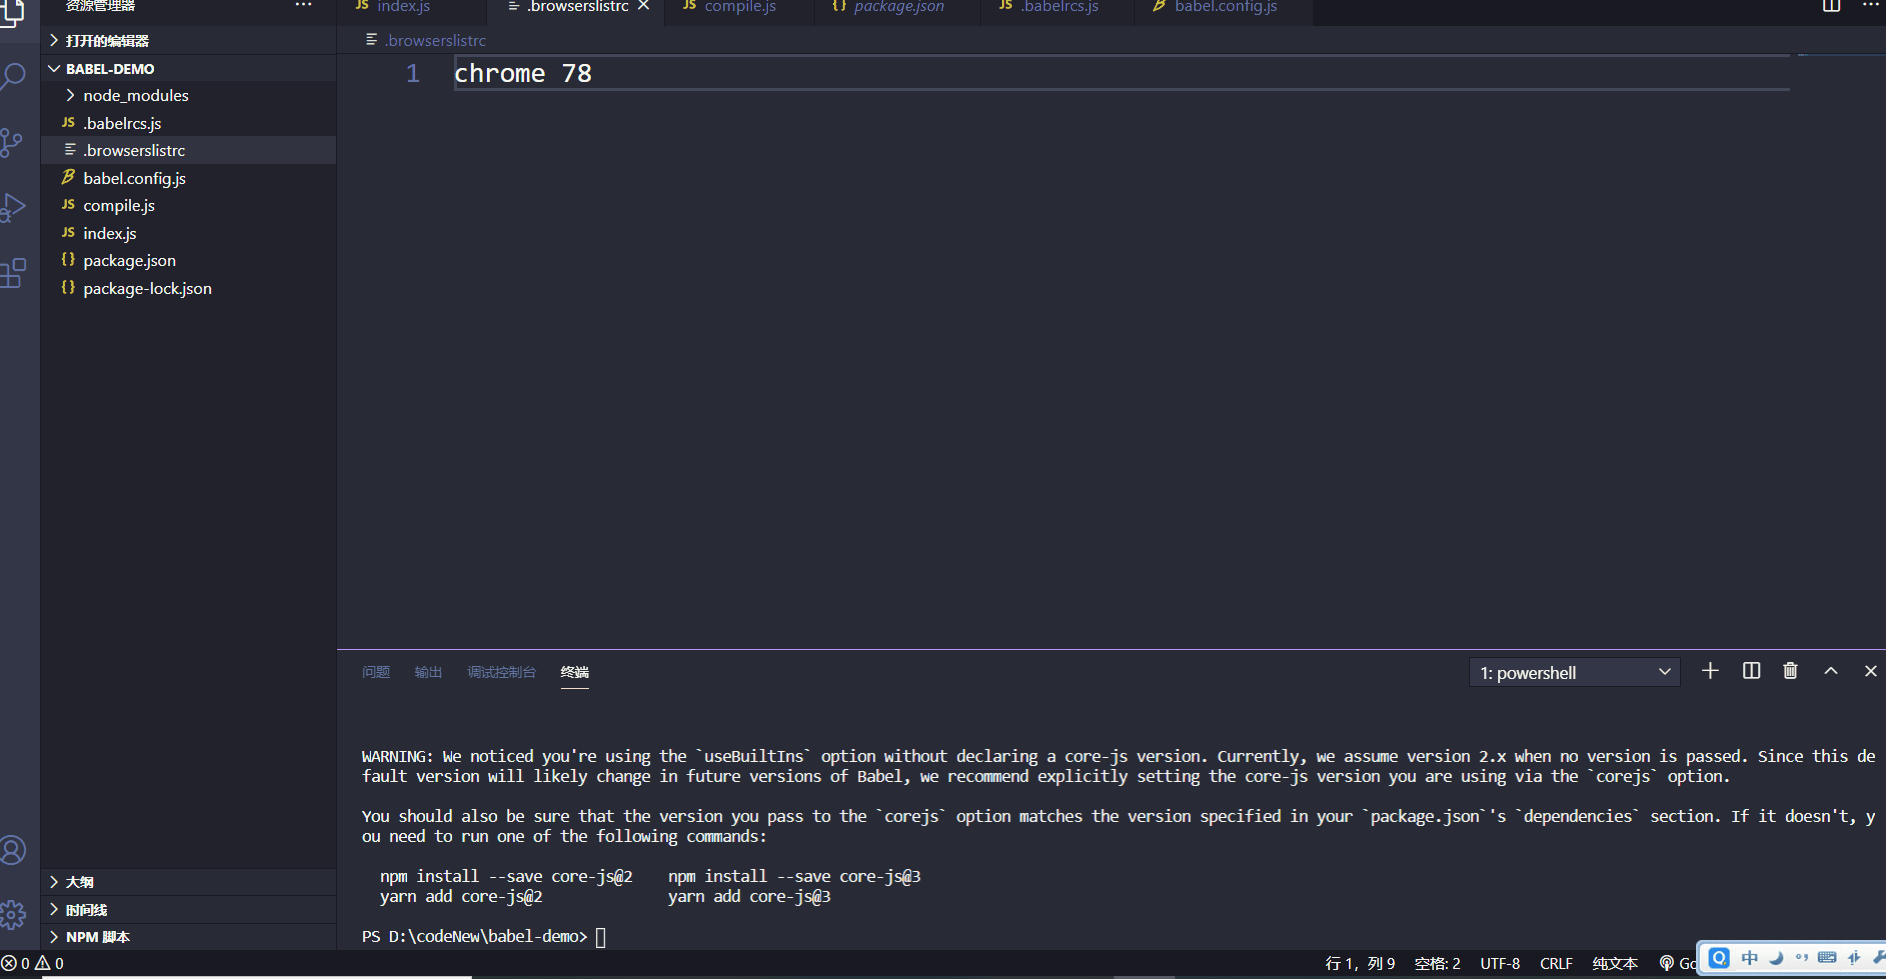 资源管理器
index.js
.browserslistrc
compile.js
package.json
.babelrcs.js
babel.config.js
打开的编辑器
.browserslistrc
BABEL-DEMO
1 chrome 78
node_modules
JS .babelrcs.js
.browserslistrc
babel.config.js
JS compile.js
JS index.js
{} package.json
{} package-lock.json
问题 输出 调试控制台 终端
1: powershell
WARNING: We noticed you're using the `useBuiltIns` option without declaring a core-js version. Currently, we assume version 2.x when no version is passed. Since this de
fault version will likely change in future versions of Babel, we recommend explicitly setting the core-js version you are using via the `corejs` option.
You should also be sure that the version you pass to the `corejs` option matches the version specified in your `package.json`'s `dependencies` section. If it doesn't, y
ou need to run one of the following commands:
npm install --save core-js@2 npm install --save core-js@3
yarn add core-js@2 yarn add core-js@3
PS D:\codeNew\babel-demo>
大纲
时间线
NPM 脚本
0 0
行 1，列 9 空格: 2 UTF-8 CRLF 纯文本 Go
中